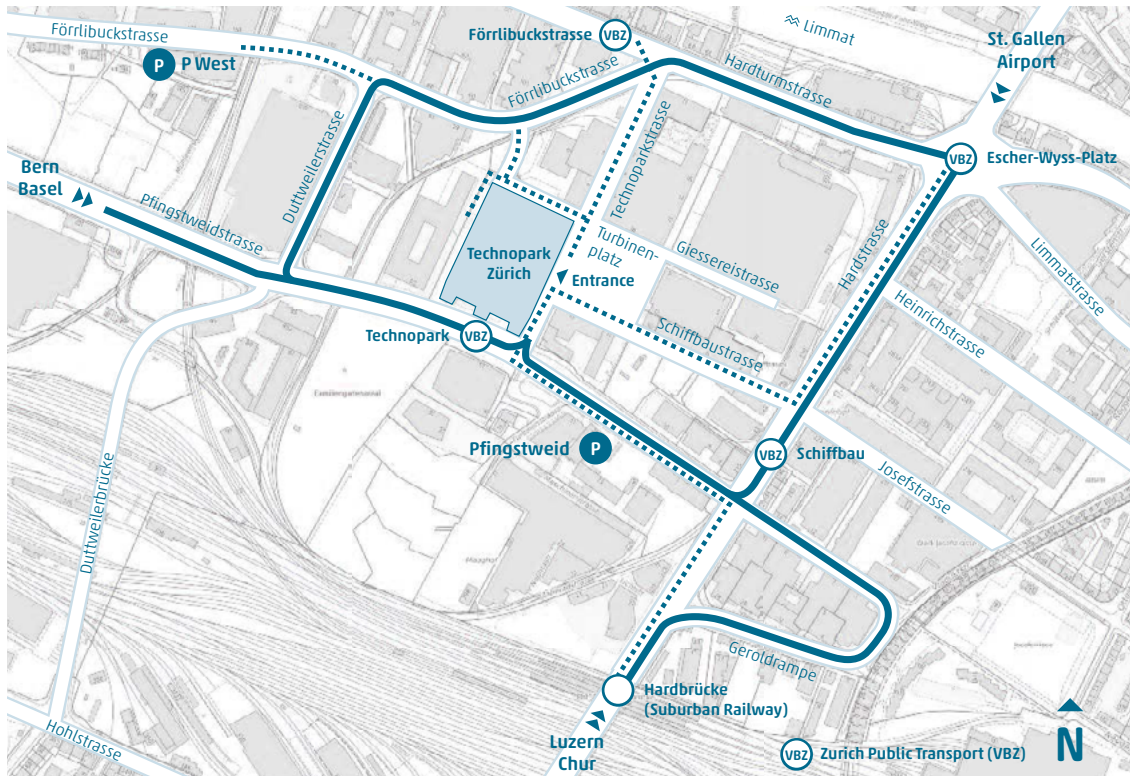 Förrlibuckstrasse
P
P West
Förrlibuckstrasse
VBZ
Limmat
St. Gallen
Airport
Förrlibuckstrasse
Hardturmstrasse
Bern
Basel
Pfingstweidstrasse
Duttweilerstrasse
Technoparkstrasse
VBZ
Escher-Wyss-Platz
Technopark
Zürich
Turbinen-
platz
Giessereistrasse
Entrance
Hardstrasse
Limmatstrasse
Heinrichstrasse
Technopark
VBZ
Schiffbaustrasse
Pfingstweid
P
VBZ
Schiffbau
Josefstrasse
Duttweilerbrücke
Geroldrampe
Hardbrücke
(Suburban Railway)
Hohlstrasse
Luzern
Chur
VBZ
Zurich Public Transport (VBZ)
N